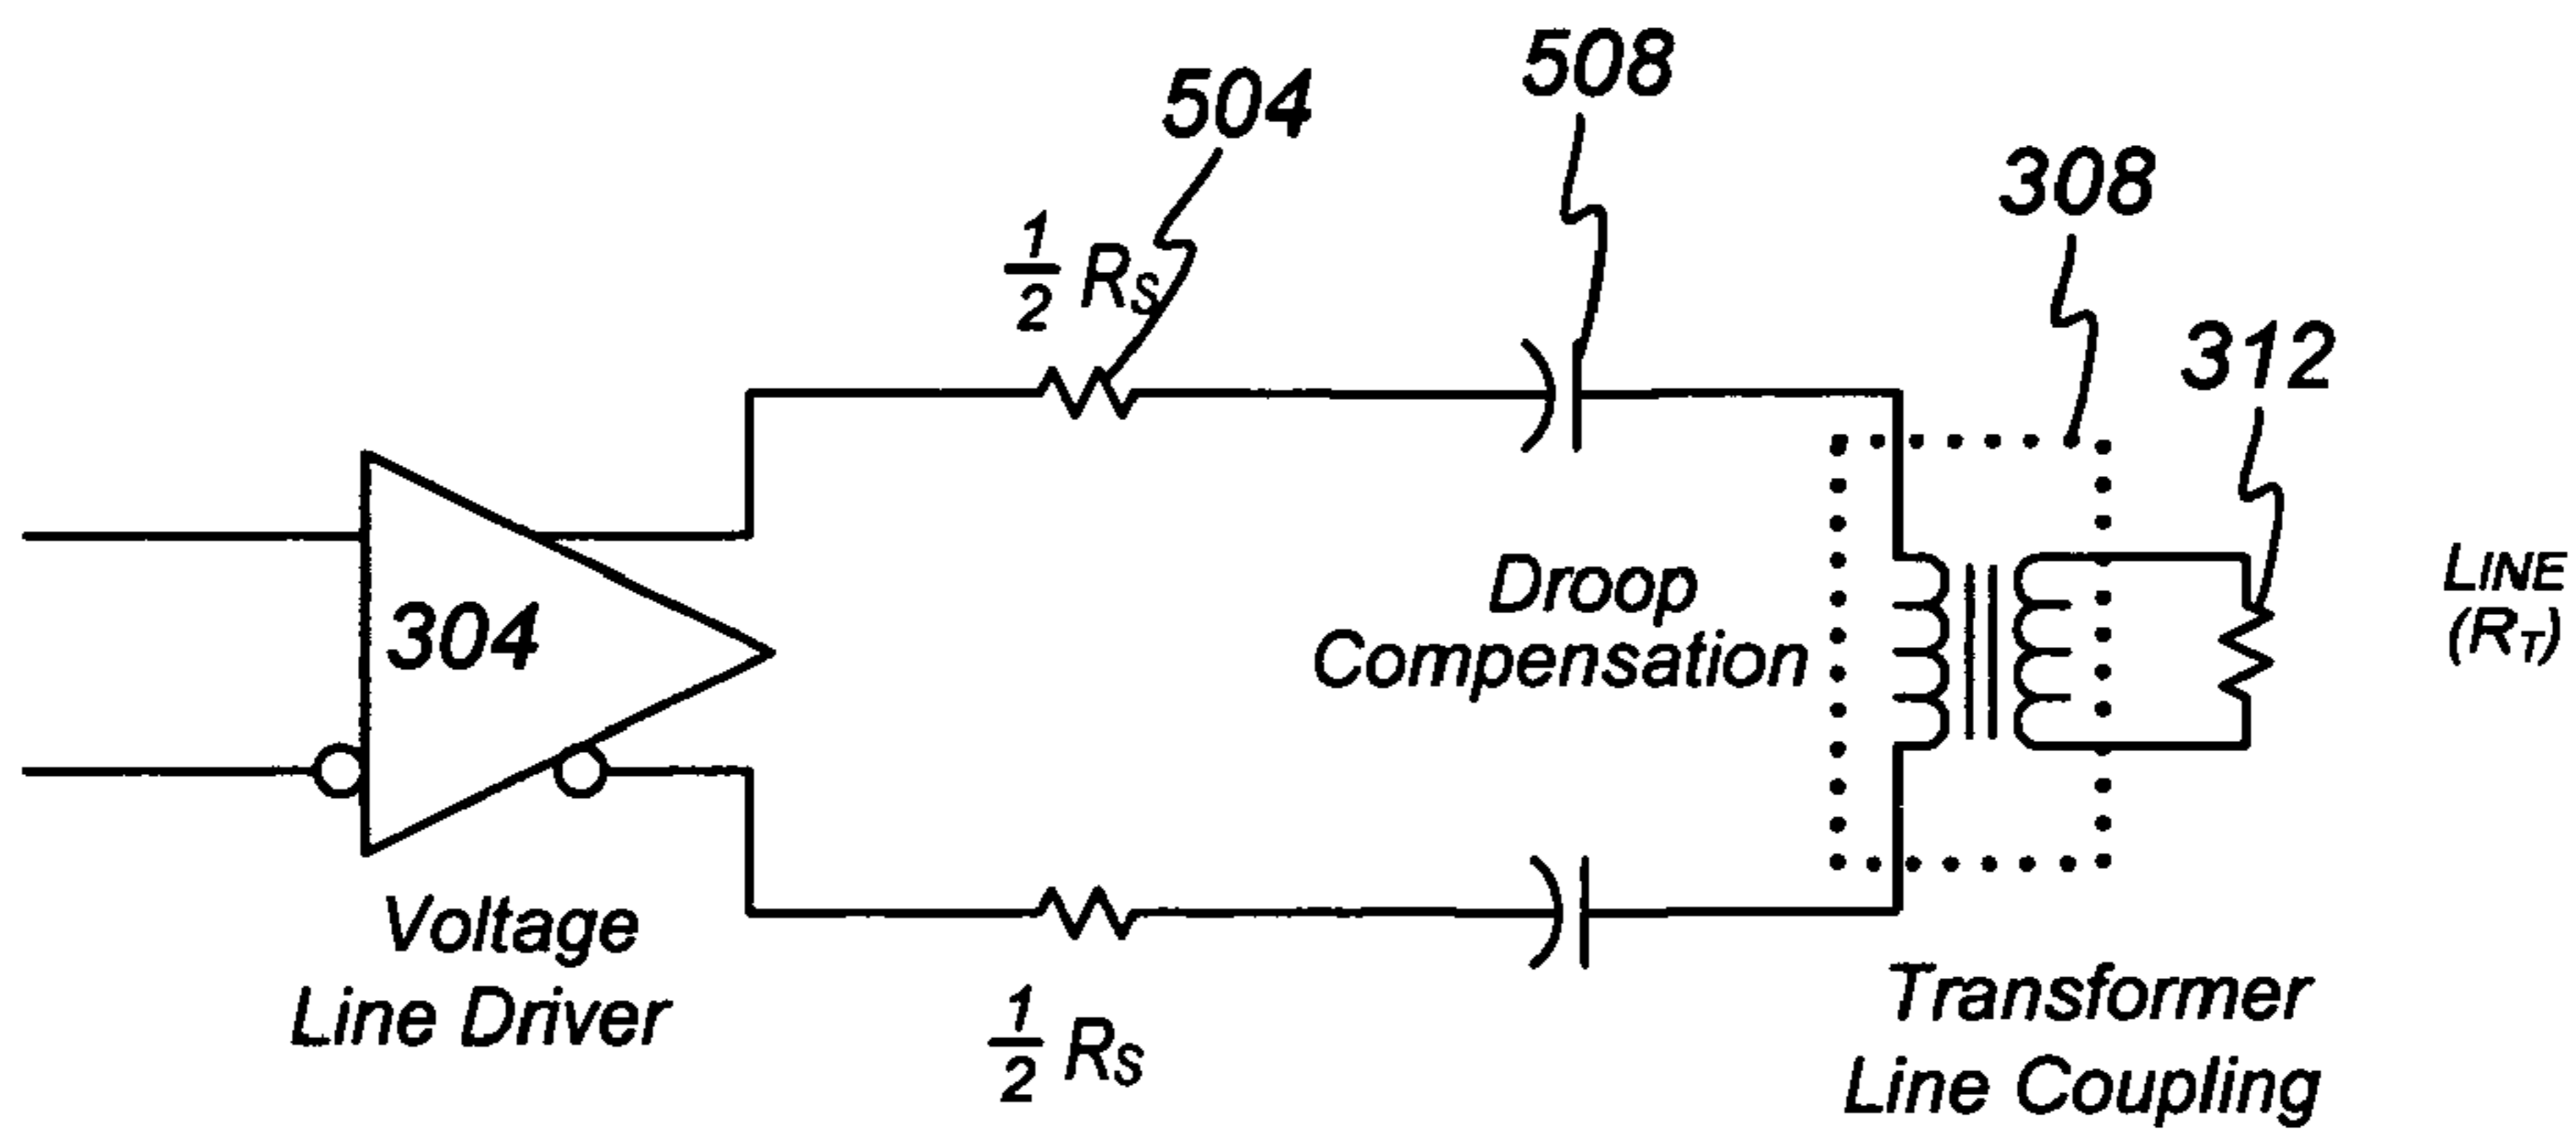 508
504
308
½ Rs
312
LINE
(RT)
Droop
Compensation
304
Voltage
Line Driver
Transformer
Line Coupling
½ Rs